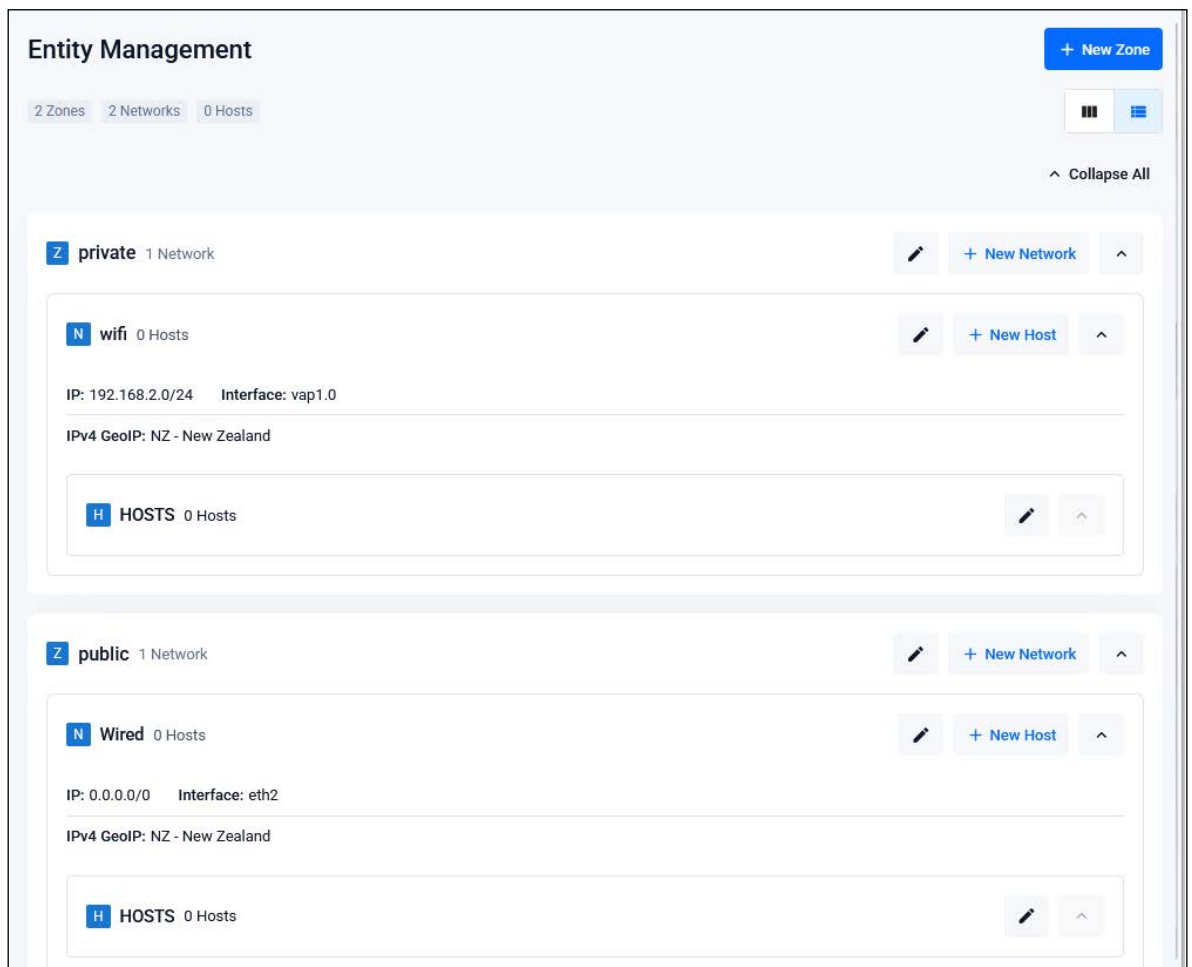 Entity Management
+ New Zone
2 Zones 2 Networks 0 Hosts
Collapse All
Z private 1 Network
+ New Network
N wifi 0 Hosts
+ New Host
IP: 192.168.2.0/24 Interface: vap1.0
IPv4 GeoIP: NZ - New Zealand
H HOSTS 0 Hosts
Z public 1 Network
+ New Network
N Wired 0 Hosts
+ New Host
IP: 0.0.0.0/0 Interface: eth2
IPv4 GeoIP: NZ - New Zealand
H HOSTS 0 Hosts